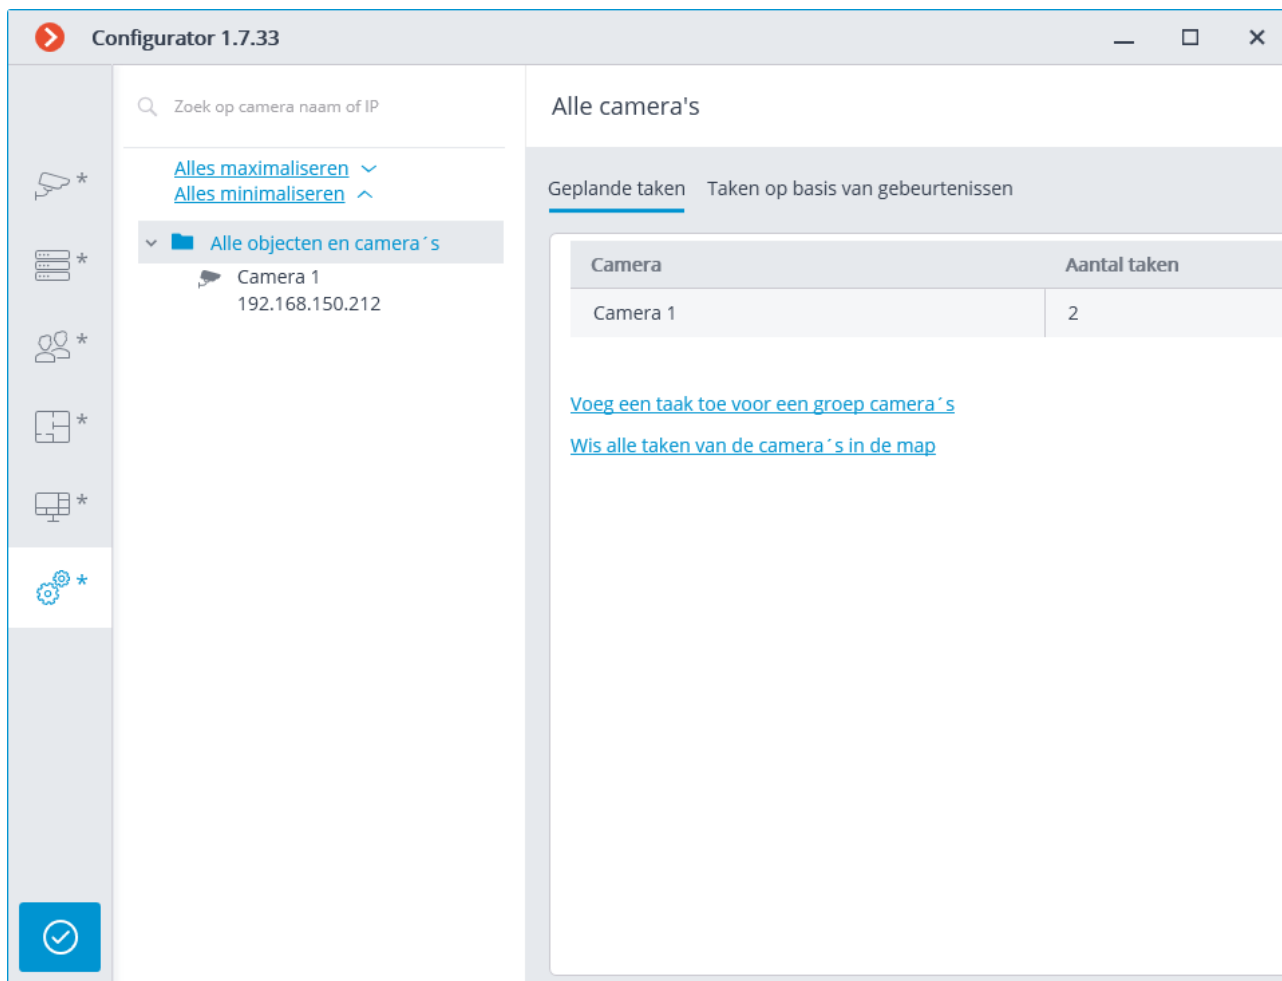 Configurator 1.7.33
Zoek op camera naam of IP
Alles maximaliseren
Alles minimaliseren
Alle objecten en camera´s
Camera 1
192.168.150.212
Alle camera's
Geplande taken Taken op basis van gebeurtenissen
Camera Aantal taken
Camera 1 2
Voeg een taak toe voor een groep camera´s
Wis alle taken van de camera´s in de map
*
*
*
*
*
*